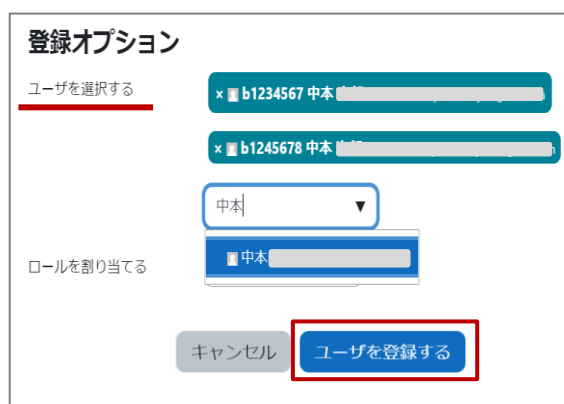 登録オプション
ユーザを選択する
× b1234567 中本
× b1245678 中本
中本 ▼
中本
ロールを割り当てる
キャンセル
ユーザを登録する